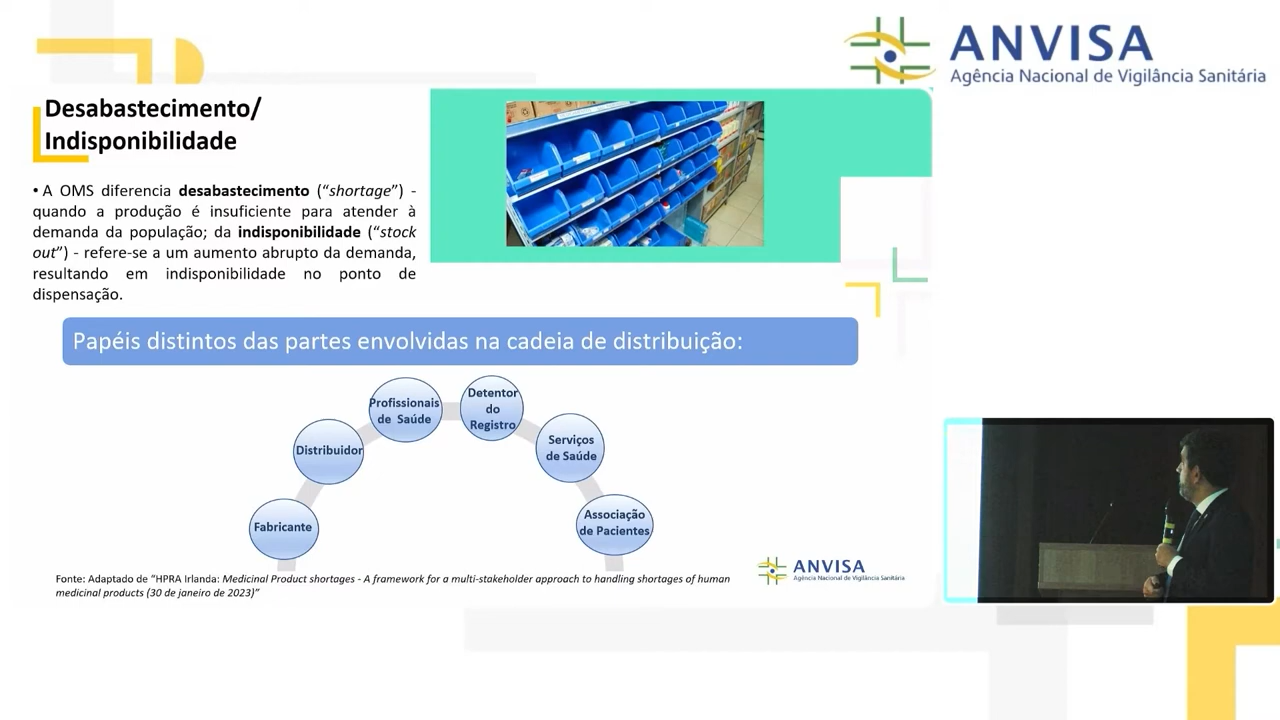 ANVISA
Agência Nacional de Vigilância Sanitária
Desabastecimento/
Indisponibilidade
• A OMS diferencia desabastecimento (“shortage”) -
quando a produção é insuficiente para atender à
demanda da população; da indisponibilidade (“stock
out”) - refere-se a um aumento abrupto da demanda,
resultando em indisponibilidade no ponto de
dispensação.
Papéis distintos das partes envolvidas na cadeia de distribuição:
Fabricante
Distribuidor
Profissionais
de Saúde
Detentor
do
Registro
Serviços
de Saúde
Associação
de Pacientes
Fonte: Adaptado de “HPRA Irlanda: Medicinal Product shortages - A framework for a multi-stakeholder approach to handling shortages of human
medicinal products (30 de janeiro de 2023)”
ANVISA
Agência Nacional de Vigilância Sanitária